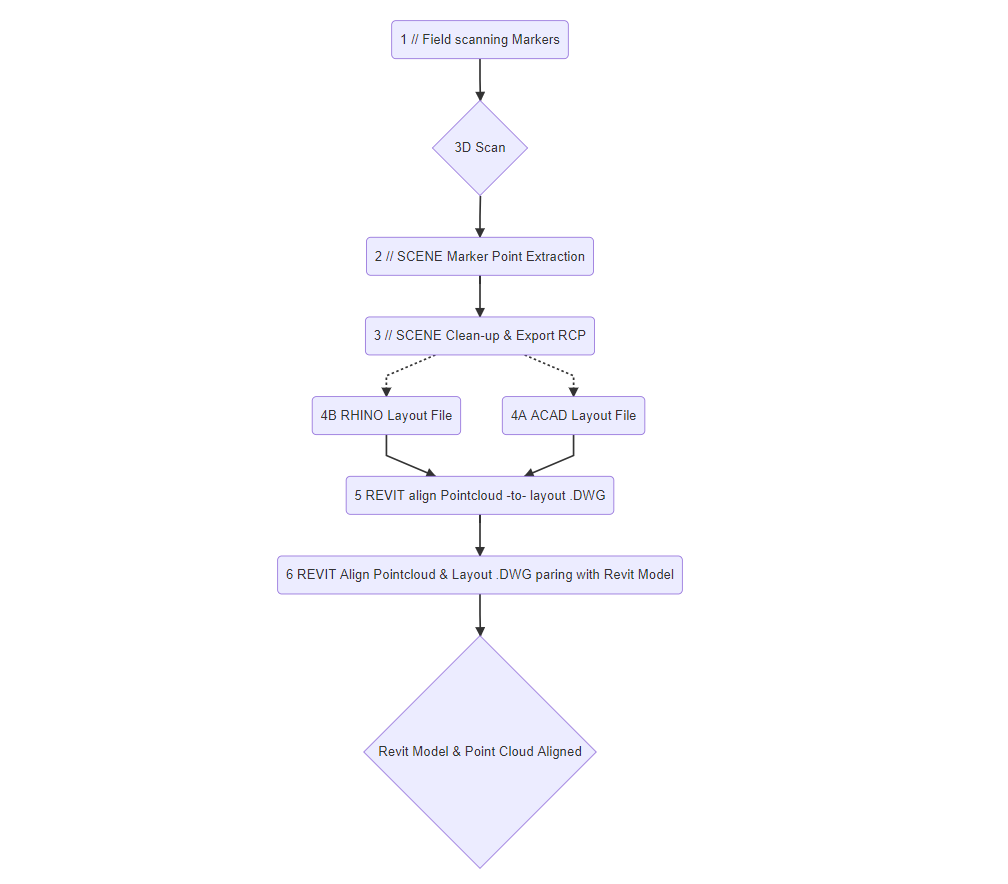 1 // Field scanning Markers
3D Scan
2 // SCENE Marker Point Extraction
3 // SCENE Clean-up & Export RCP
4B RHINO Layout File
4A ACAD Layout File
5 REVIT align Pointcloud -to- layout .DWG
6 REVIT Align Pointcloud & Layout .DWG paring with Revit Model
Revit Model & Point Cloud Aligned